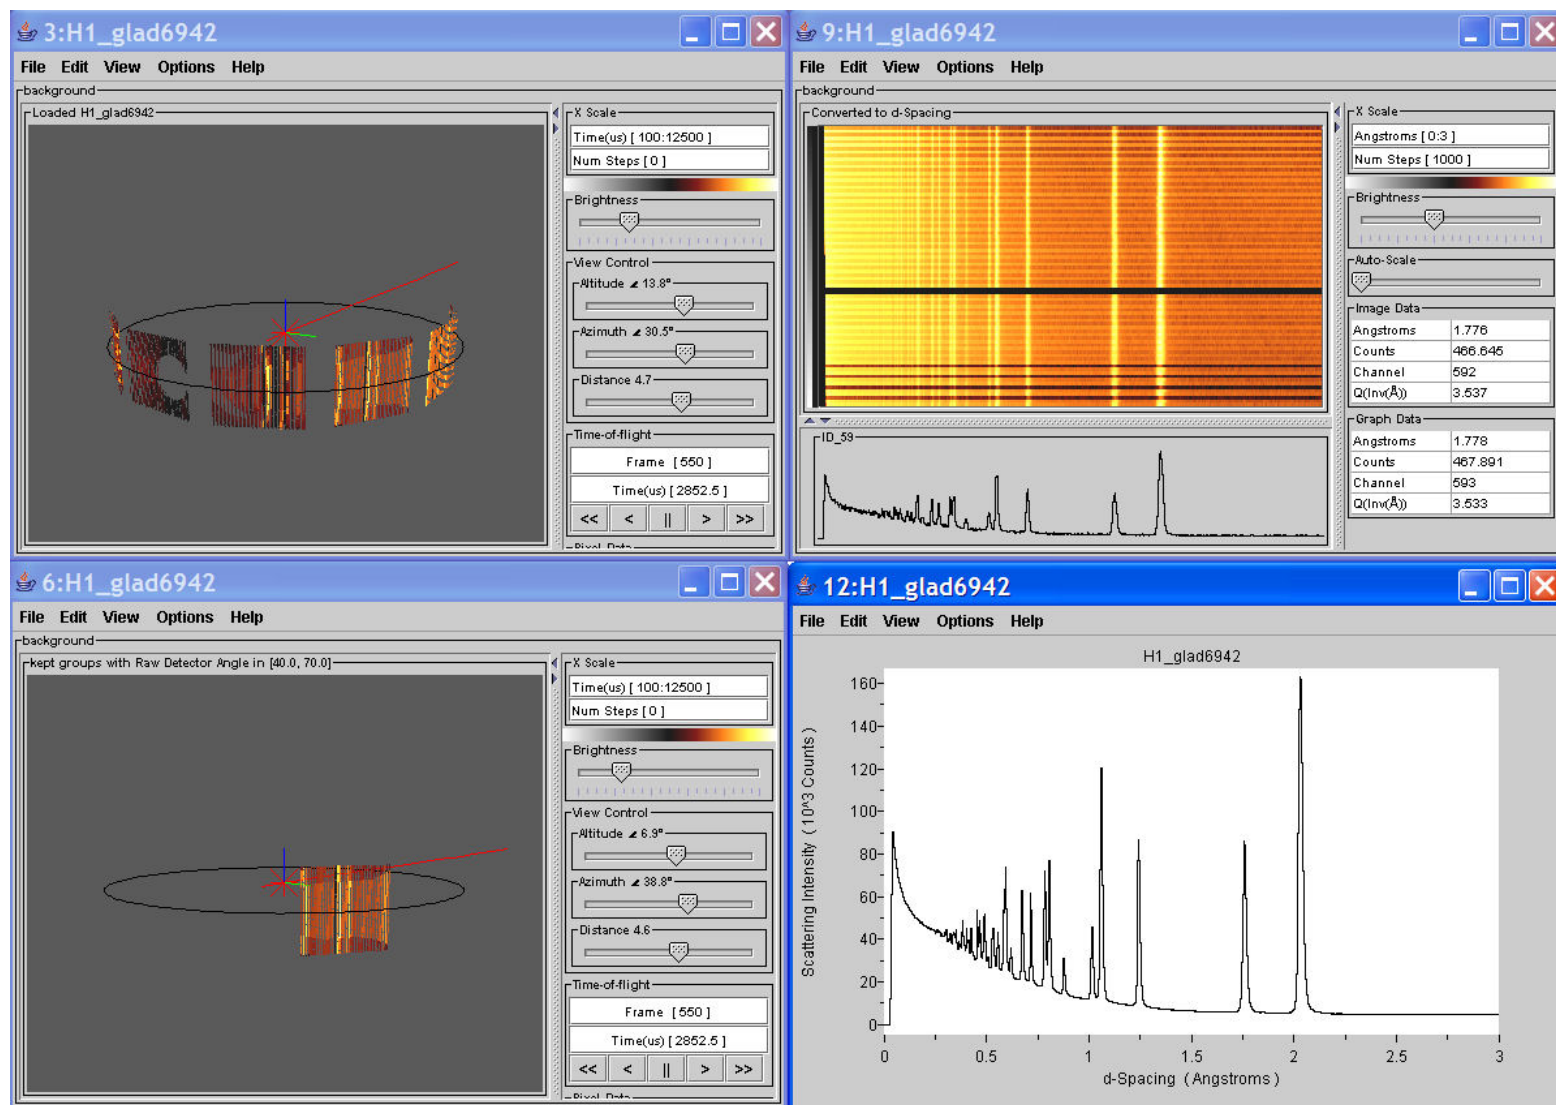 3:H1_glad6942
File Edit View Options Help
background
Loaded H1_glad6942
X Scale
Time(us) [ 100:12500 ]
Num Steps [ 0 ]
Brightness
View Control
Altitude ∠ 13.8°
Azimuth ∠ 30.5°
Distance 4.7
Time-of-flight
Frame [ 550 ]
Time(us) [ 2852.5 ]
<< < || > >>
Pixel Data
9:H1_glad6942
File Edit View Options Help
background
Converted to d-Spacing
ID_59
X Scale
Angstroms [ 0:3 ]
Num Steps [ 1000 ]
Brightness
Auto-Scale
Image Data
Angstroms 1.776
Counts 466.645
Channel 592
Q(Inv(Å)) 3.537
Graph Data
Angstroms 1.778
Counts 467.891
Channel 593
Q(Inv(Å)) 3.533
6:H1_glad6942
File Edit View Options Help
background
kept groups with Raw Detector Angle in [40.0, 70.0]
X Scale
Time(us) [ 100:12500 ]
Num Steps [ 0 ]
Brightness
View Control
Altitude ∠ 6.9°
Azimuth ∠ 38.8°
Distance 4.6
Time-of-flight
Frame [ 550 ]
Time(us) [ 2852.5 ]
<< < || > >>
Pixel Data
12:H1_glad6942
File Edit View Options Help
H1_glad6942
Scattering Intensity ( 10^3 Counts )
160
140
120
100
80
60
40
20
0
0 0.5 1 1.5 2 2.5 3
d-Spacing ( Angstroms )